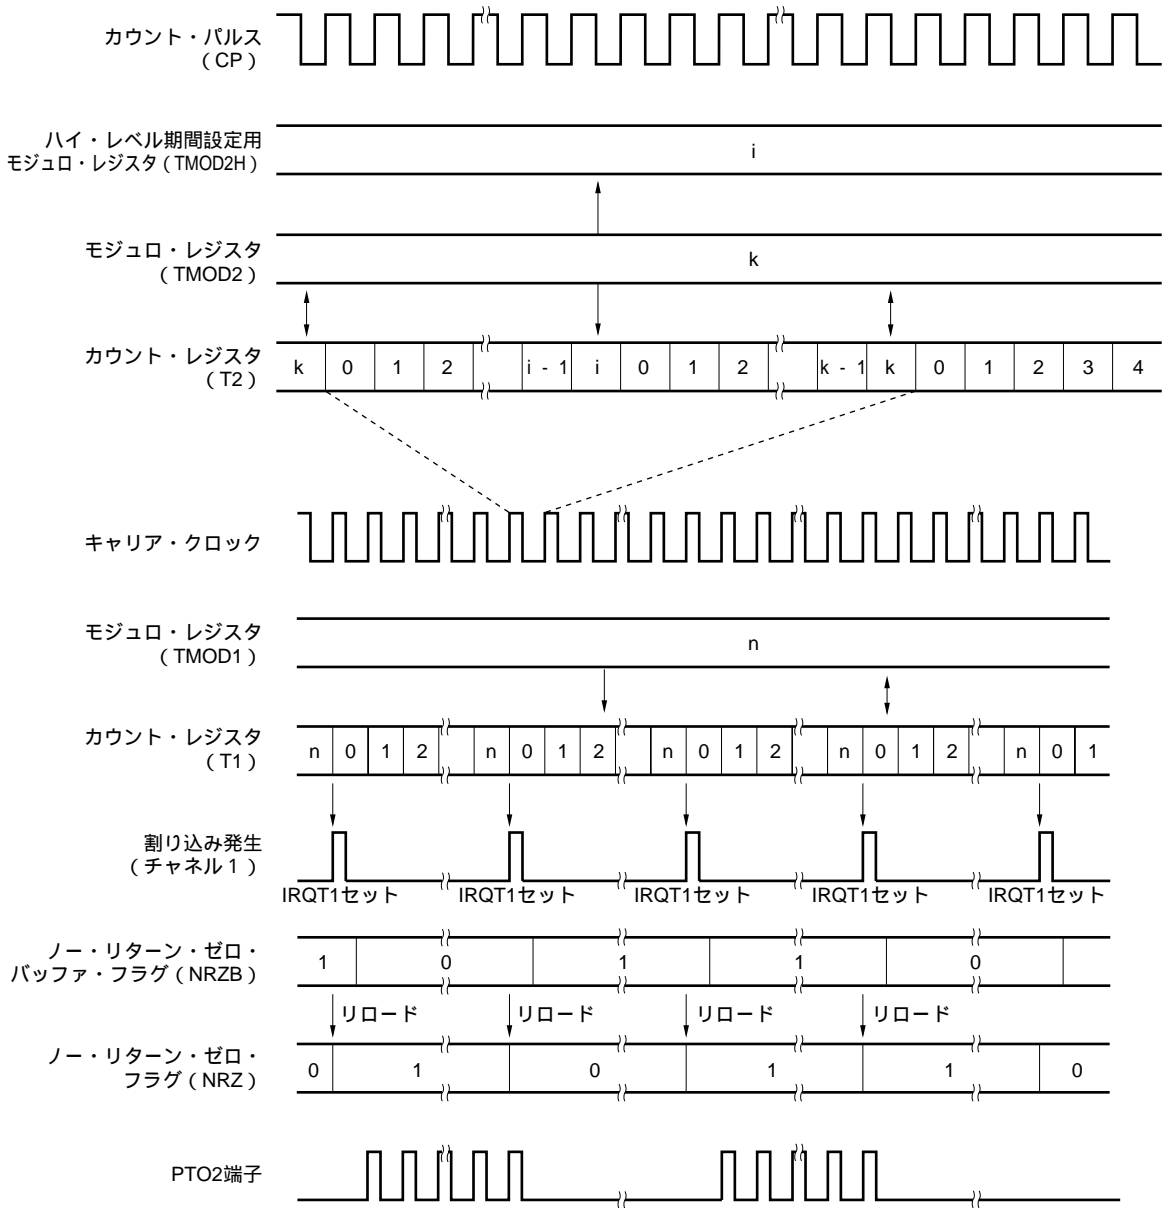 カウント・パルス
(CP)
ハイ・レベル期間設定用
モジュロ・レジスタ(TMOD2H)
i
モジュロ・レジスタ
(TMOD2)
k
カウント・レジスタ
(T2)
k 0 1 2 i - 1 i 0 1 2 k - 1 k 0 1 2 3 4
キャリア・クロック
モジュロ・レジスタ
(TMOD1)
n
カウント・レジスタ
(T1)
n 0 1 2 n 0 1 2 n 0 1 2 n 0 1 2 n 0 1
割り込み発生
(チャネル1)
IRQT1セット IRQT1セット IRQT1セット IRQT1セット IRQT1セット
ノー・リターン・ゼロ・
バッファ・フラグ(NRZB)
1 0 1 1 0
リロード リロード リロード リロード
ノー・リターン・ゼロ・
フラグ(NRZ)
0 1 0 1 1 0
PTO2端子